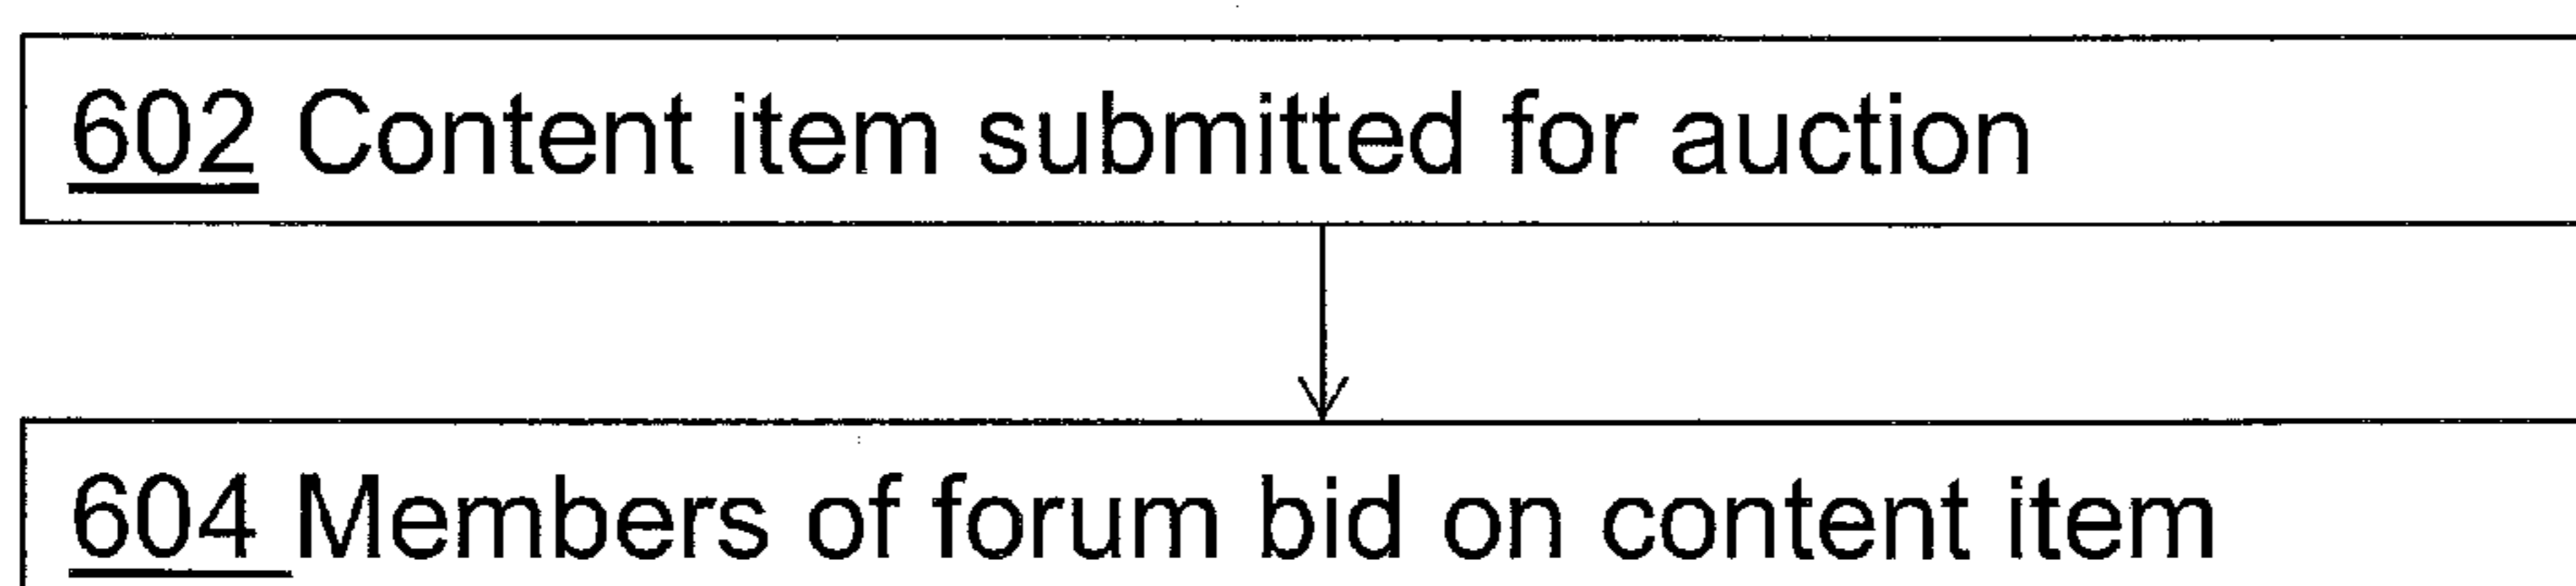 602 Content item submitted for auction
604 Members of forum bid on content item